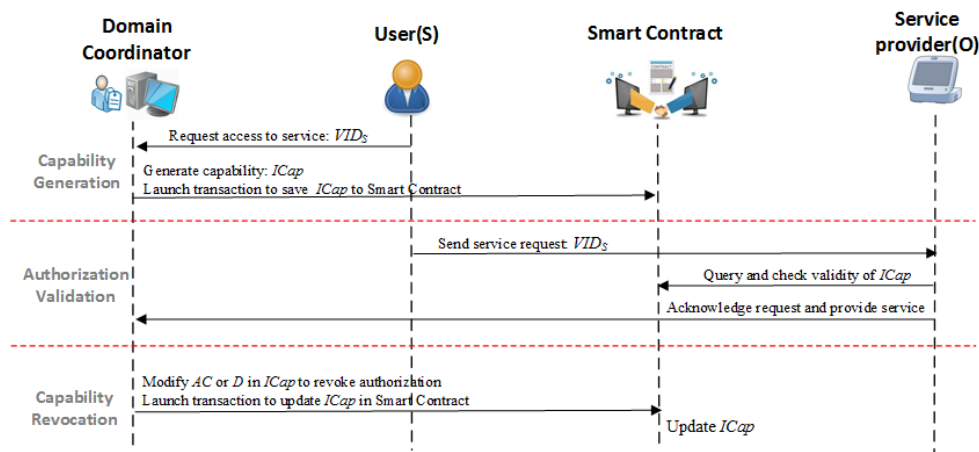 Domain
Coordinator
User(S)
Smart Contract
Service
provider(O)
CONTRACT
Request access to service: VIDS
Capability
Generation
Generate capability: ICap
Launch transaction to save ICap to Smart Contract
Send service request: VIDS
Authorization
Validation
Query and check validity of ICap
Acknowledge request and provide service
Capability
Revocation
Modify AC or D in ICap to revoke authorization
Launch transaction to update ICap in Smart Contract
Update ICap